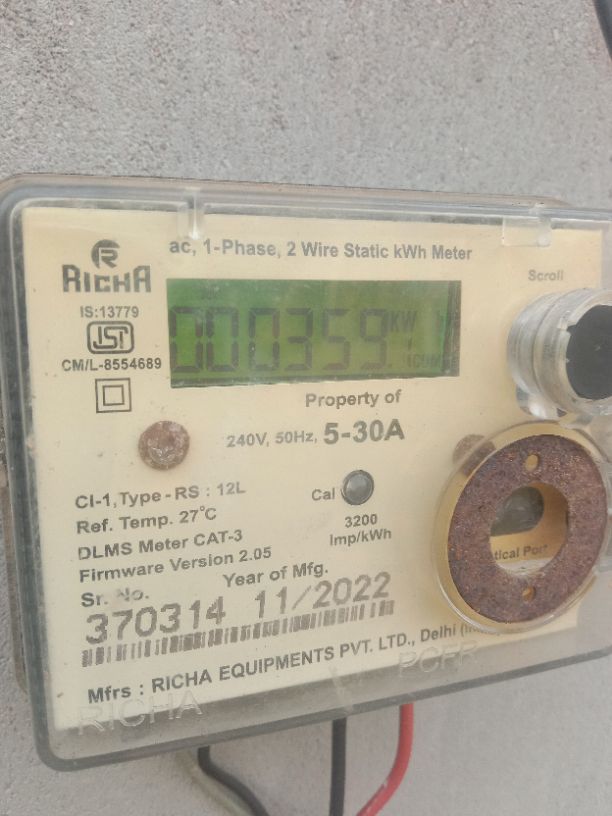 ac, 1-Phase, 2 Wire Static kWh Meter
RICHA
Scroll
IS:13779
ISI
000359 KW
CM/L-8554689
Property of
240V, 50Hz, 5-30A
Cl-1, Type - RS : 12L
Cal
Ref. Temp. 27°C
3200
Imp/kWh
DLMS Meter CAT-3
Firmware Version 2.05
Sr. No.
Year of Mfg.
370314 11/2022
Mfrs : RICHA EQUIPMENTS PVT. LTD., Delhi
RICHA